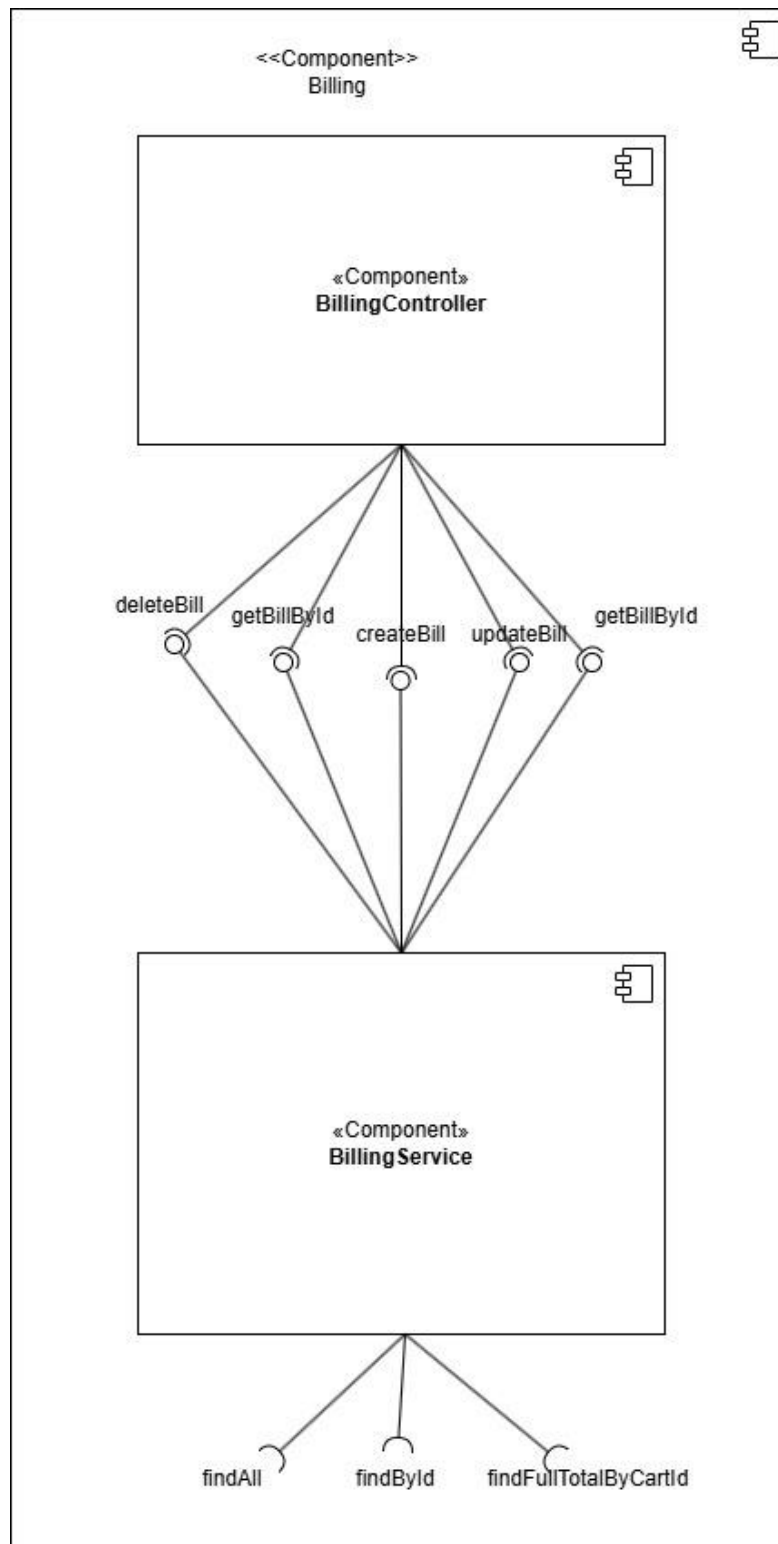 <<Component>>
Billing
«Component»
BillingController
deleteBill
getBillById
createBill
updateBill
getBillById
«Component»
BillingService
findAll
findById
findFullTotalByCartId